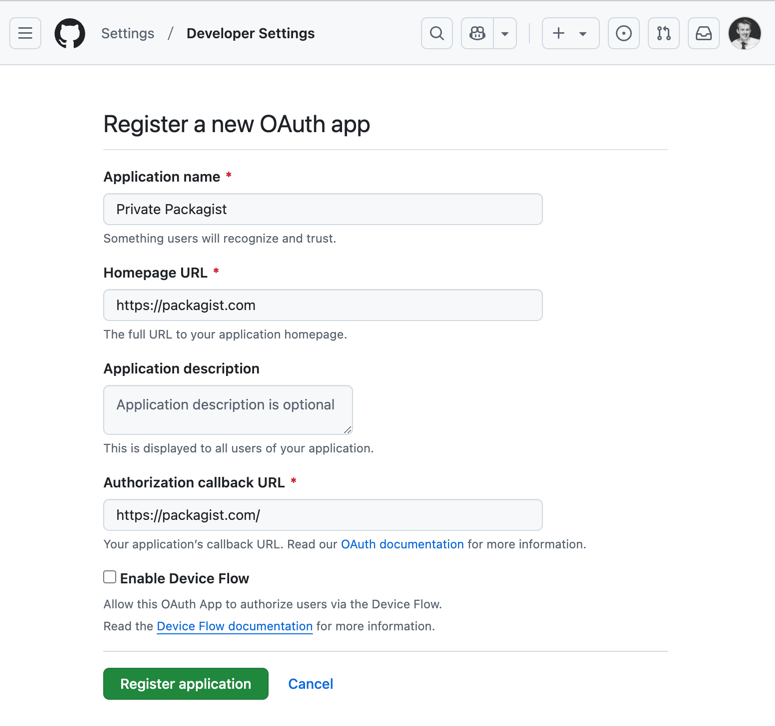 Settings / Developer Settings
Register a new OAuth app
Application name *
Private Packagist
Something users will recognize and trust.
Homepage URL *
https://packagist.com
The full URL to your application homepage.
Application description
Application description is optional
This is displayed to all users of your application.
Authorization callback URL *
https://packagist.com/
Your application's callback URL. Read our OAuth documentation for more information.
Enable Device Flow
Allow this OAuth App to authorize users via the Device Flow.
Read the Device Flow documentation for more information.
Register application Cancel